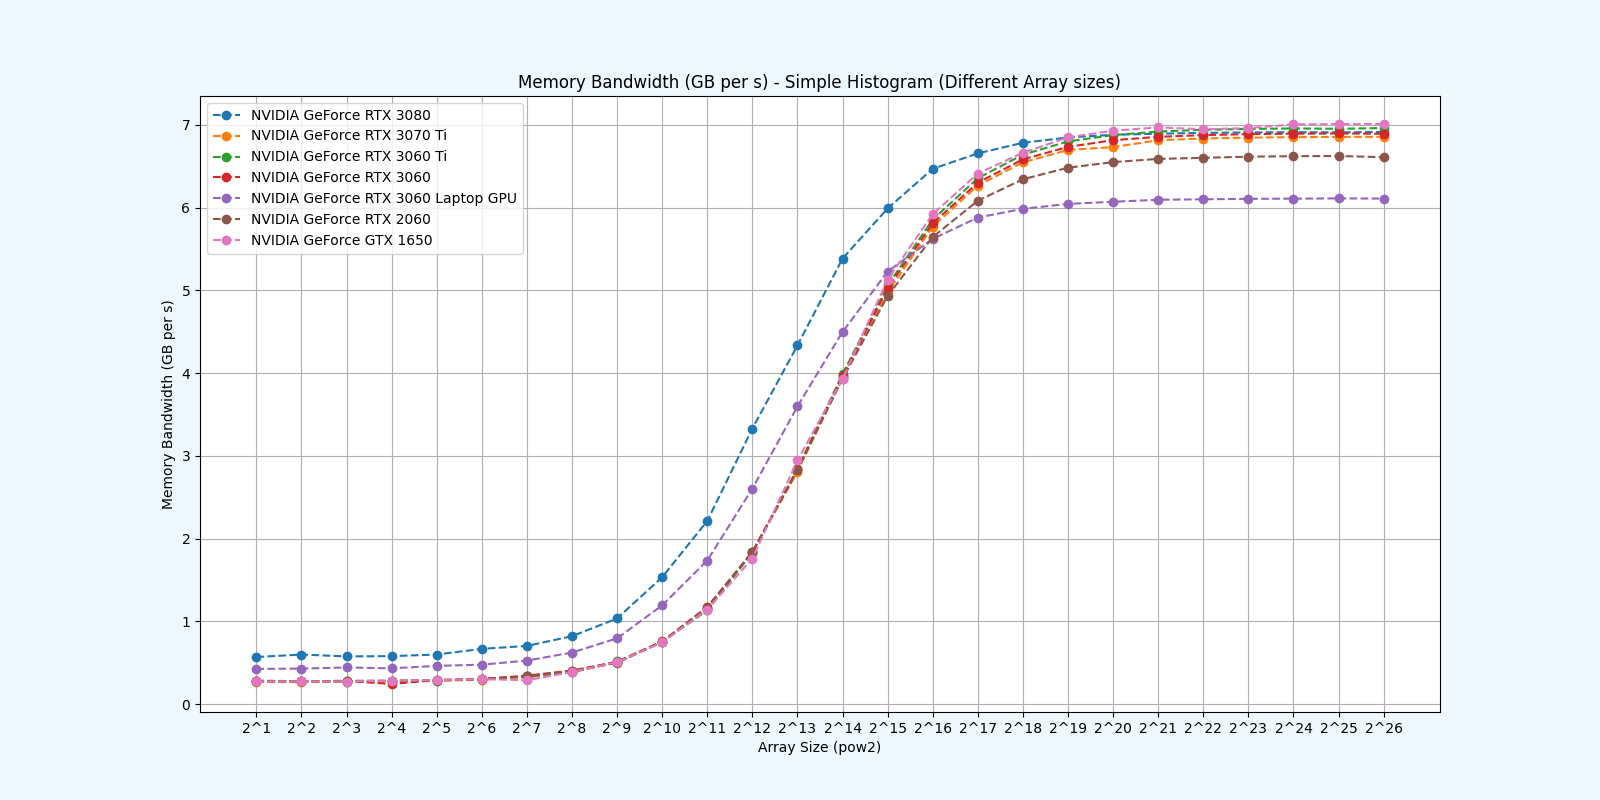 Memory Bandwidth (GB per s) - Simple Histogram (Different Array sizes)
NVIDIA GeForce RTX 3080
NVIDIA GeForce RTX 3070 Ti
NVIDIA GeForce RTX 3060 Ti
NVIDIA GeForce RTX 3060
NVIDIA GeForce RTX 3060 Laptop GPU
NVIDIA GeForce RTX 2060
NVIDIA GeForce GTX 1650
7
6
5
4
3
2
1
0
Memory Bandwidth (GB per s)
2^1 2^2 2^3 2^4 2^5 2^6 2^7 2^8 2^9 2^10 2^11 2^12 2^13 2^14 2^15 2^16 2^17 2^18 2^19 2^20 2^21 2^22 2^23 2^24 2^25 2^26
Array Size (pow2)